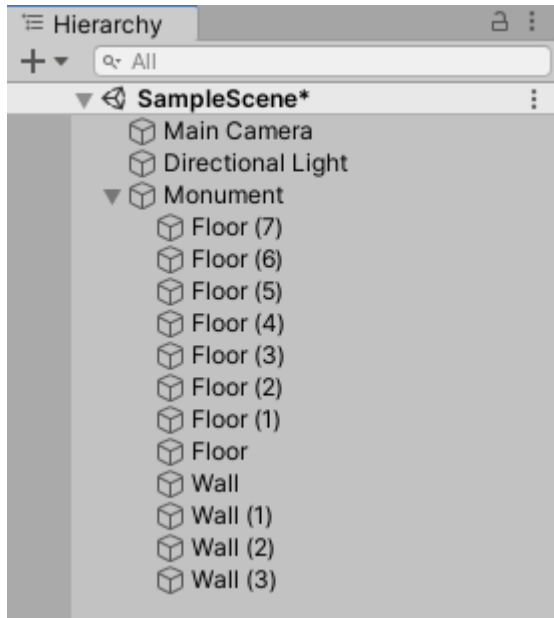 Hierarchy
All
SampleScene*
Main Camera
Directional Light
Monument
Floor (7)
Floor (6)
Floor (5)
Floor (4)
Floor (3)
Floor (2)
Floor (1)
Floor
Wall
Wall (1)
Wall (2)
Wall (3)